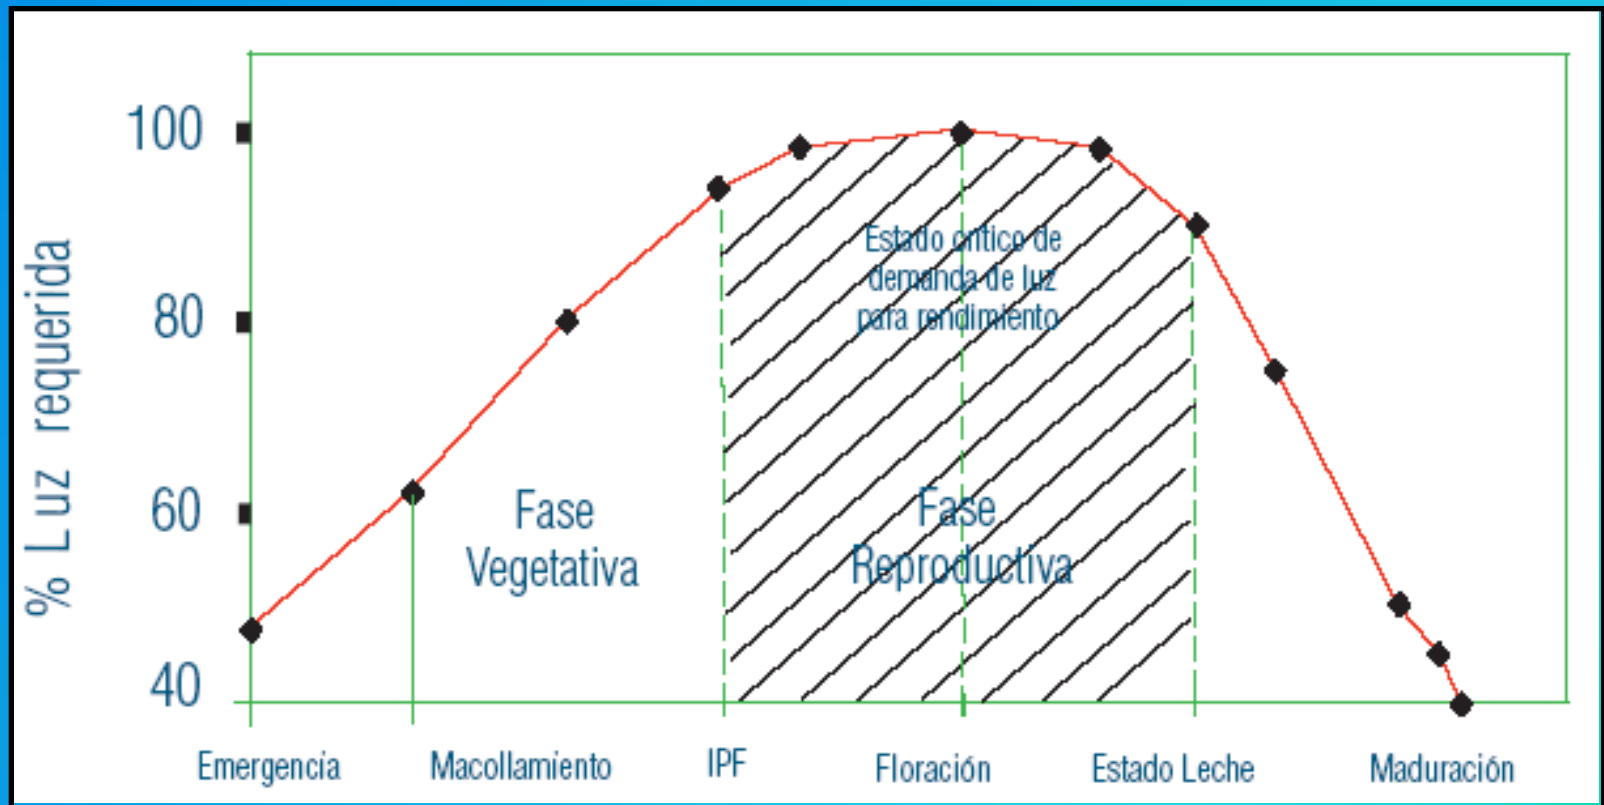 100
80
60
40
% Luz requerida
Estado crítico de
demanda de luz
para rendimiento
Fase
Vegetativa
Fase
Reproductiva
Emergencia
Macollamiento
IPF
Floración
Estado Leche
Maduración